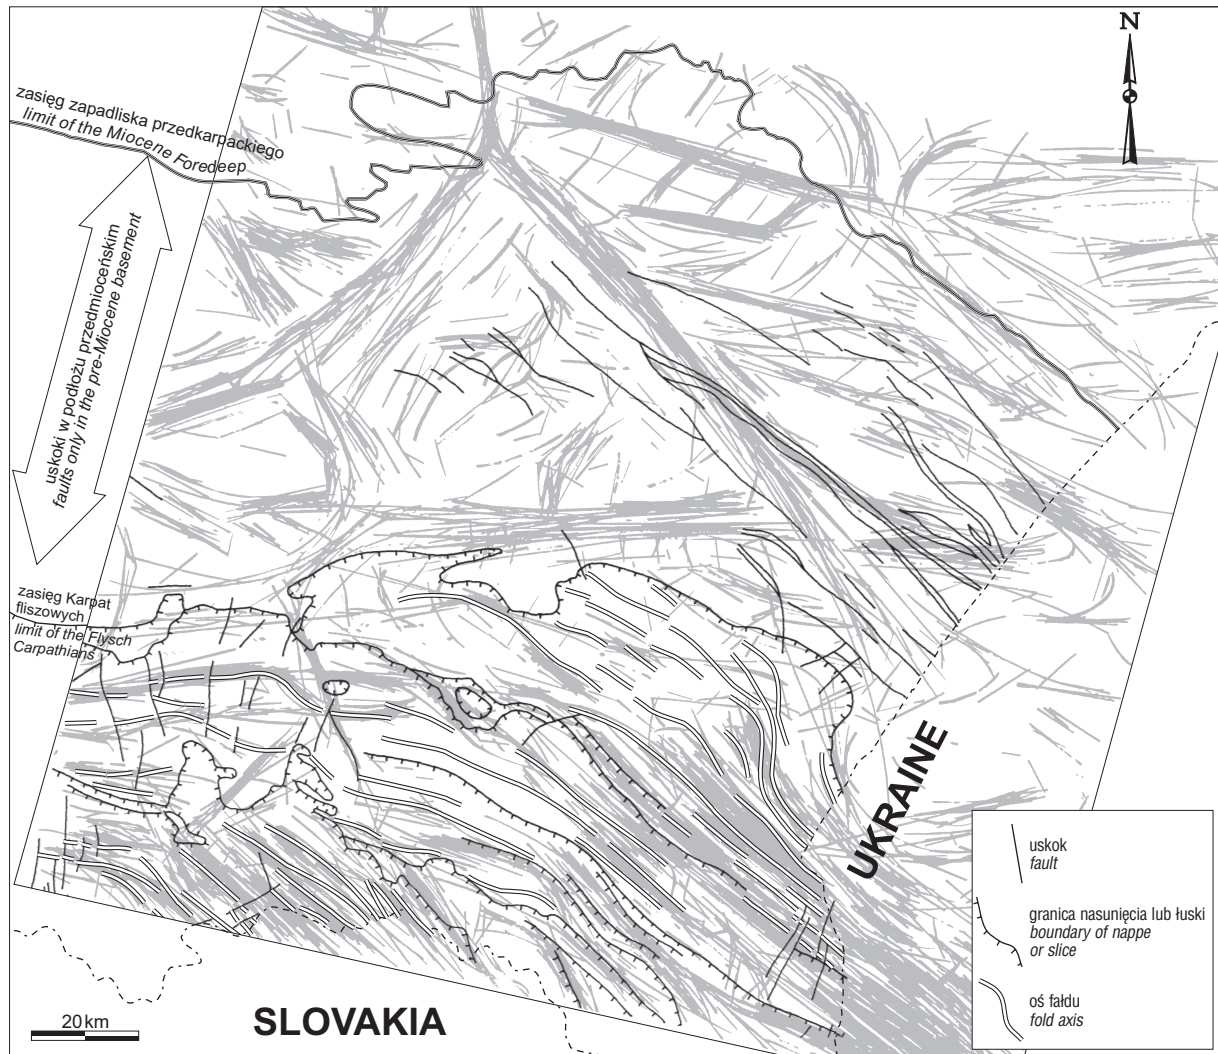 N
zasięg zapadliska przedkarpackiego
limit of the Miocene Foredeep
uskoki w podłożu przedmioceńskim
faults only in the pre-Miocene basement
zasięg Karpat
fliszowych
limit of the Flysch
Carpathians
UKRAINE
uskok
fault
granica nasunięcia lub łuski
boundary of nappe
or slice
oś fałdu
fold axis
20 km
SLOVAKIA